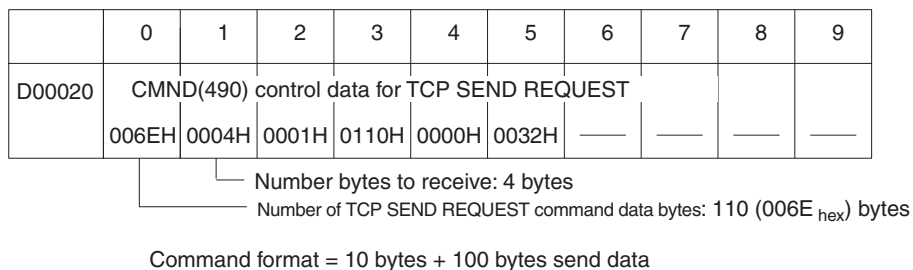 0 1 2 3 4 5 6 7 8 9
D00020 CMND(490) control data for TCP SEND REQUEST
006EH 0004H 0001H 0110H 0000H 0032H — — — —
Number bytes to receive: 4 bytes
Number of TCP SEND REQUEST command data bytes: 110 (006E hex) bytes
Command format = 10 bytes + 100 bytes send data